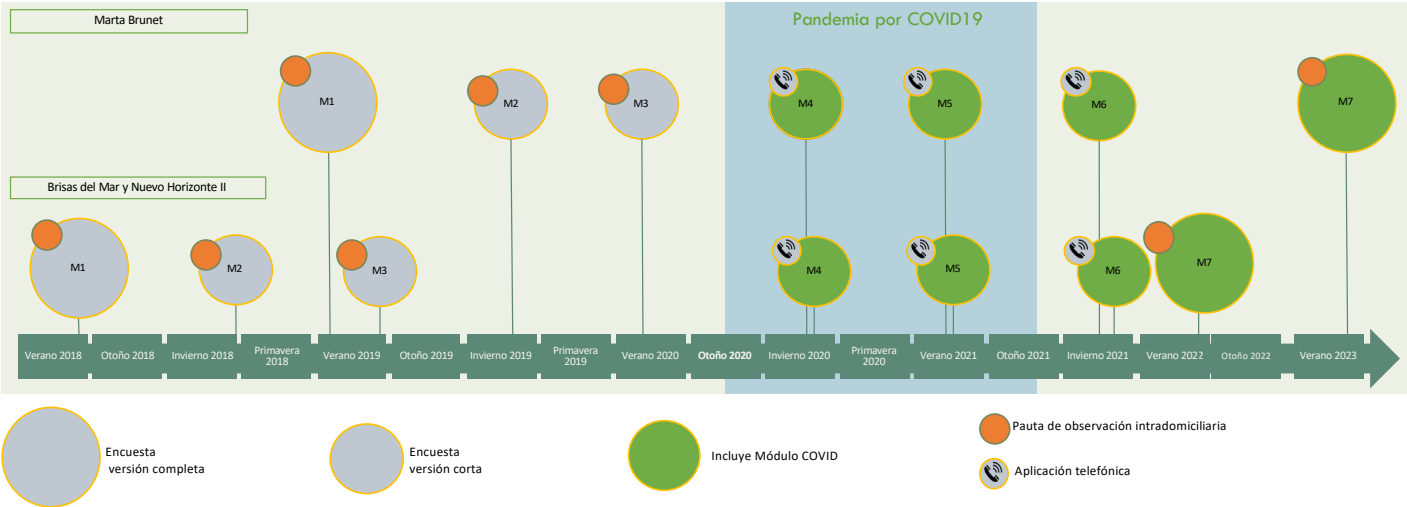 Marta Brunet
Pandemia por COVID19
M1
M2
M3
M4
M5
M6
M7
Brisas del Mar y Nuevo Horizonte II
M1
M2
M3
M4
M5
M6
M7
Verano 2018
Otoño 2018
Invierno 2018
Primavera
2018
Verano 2019
Otoño 2019
Invierno 2019
Primavera
2019
Verano 2020
Otoño 2020
Invierno 2020
Primavera
2020
Verano 2021
Otoño 2021
Invierno 2021
Verano 2022
Otoño 2022
Verano 2023
Encuesta
versión completa
Encuesta
versión corta
Incluye Módulo COVID
Pauta de observación intradomiciliaria
Aplicación telefónica